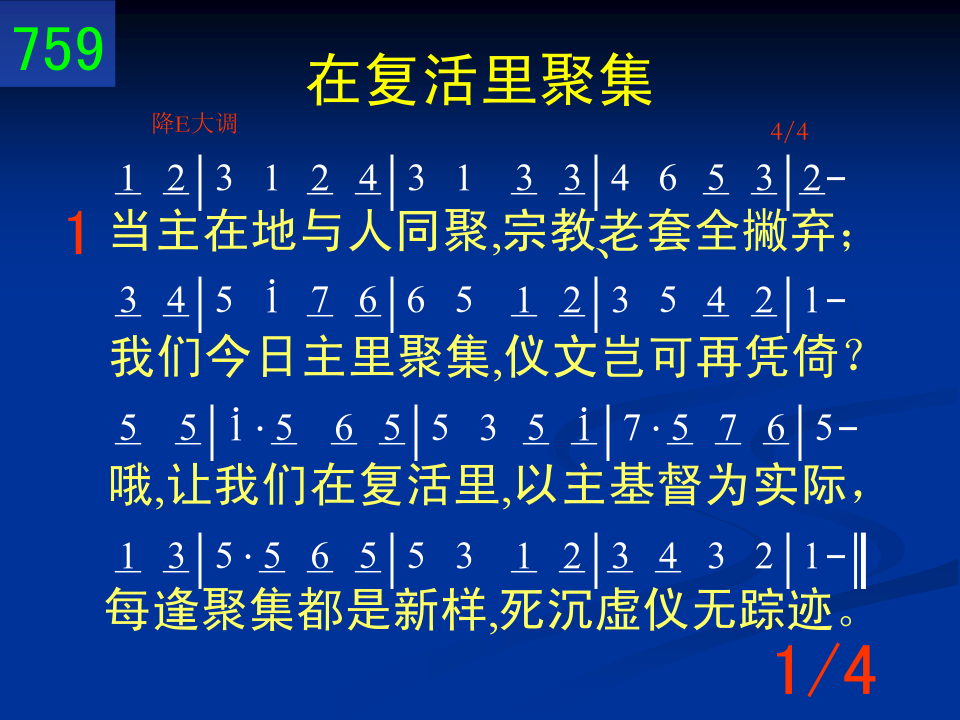 759
在复活里聚集
降E大调 4/4
1 2|3 1 2 4|3 1 3 3|4 6 5 3|2-
1 当主在地与人同聚,宗教、老套全撇弃；
3 4|5 i 7 6|6 5 1 2|3 5 4 2|1-
我们今日主里聚集,仪文岂可再凭倚？
5 5|i·5 6 5|5 3 5 i|7·5 7 6|5-
哦,让我们在复活里,以主基督为实际，
1 3|5·5 6 5|5 3 1 2|3 4 3 2|1-‖
每逢聚集都是新样,死沉虚仪无踪迹。
1/4